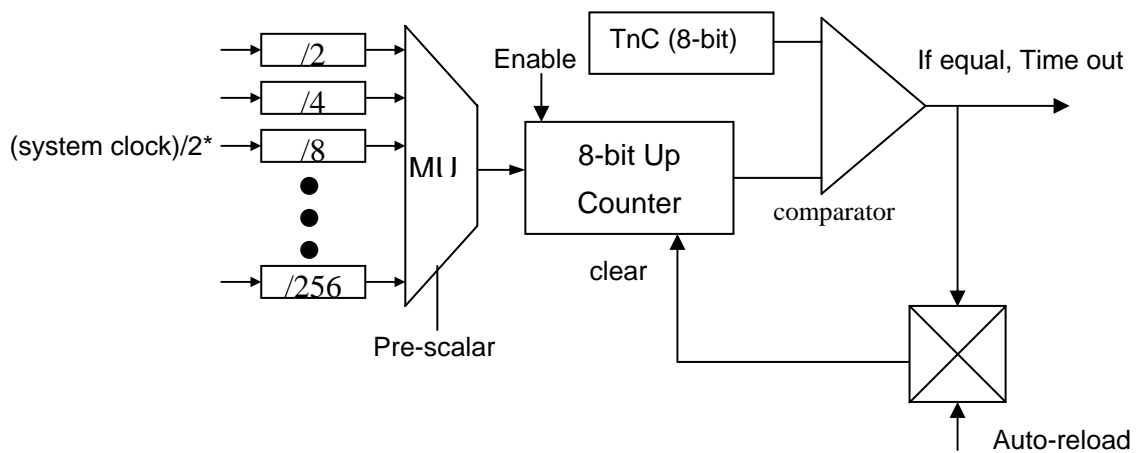 /2
TnC (8-bit)
Enable
If equal, Time out
/4
(system clock)/2*
/8
MU
8-bit Up
Counter
comparator
clear
/256
Pre-scalar
Auto-reload